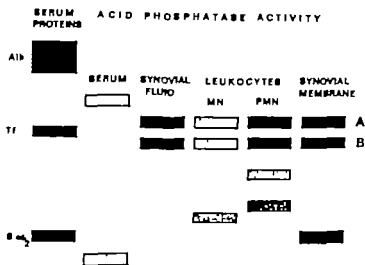 SERUM PROTEINS
ACID PHOSPHATASE ACTIVITY
Alb
SERUM
SYNOVIAL FLUID
LEUKOCYTES
MN
PMN
SYNOVIAL MEMBRANE
A
Tf
B